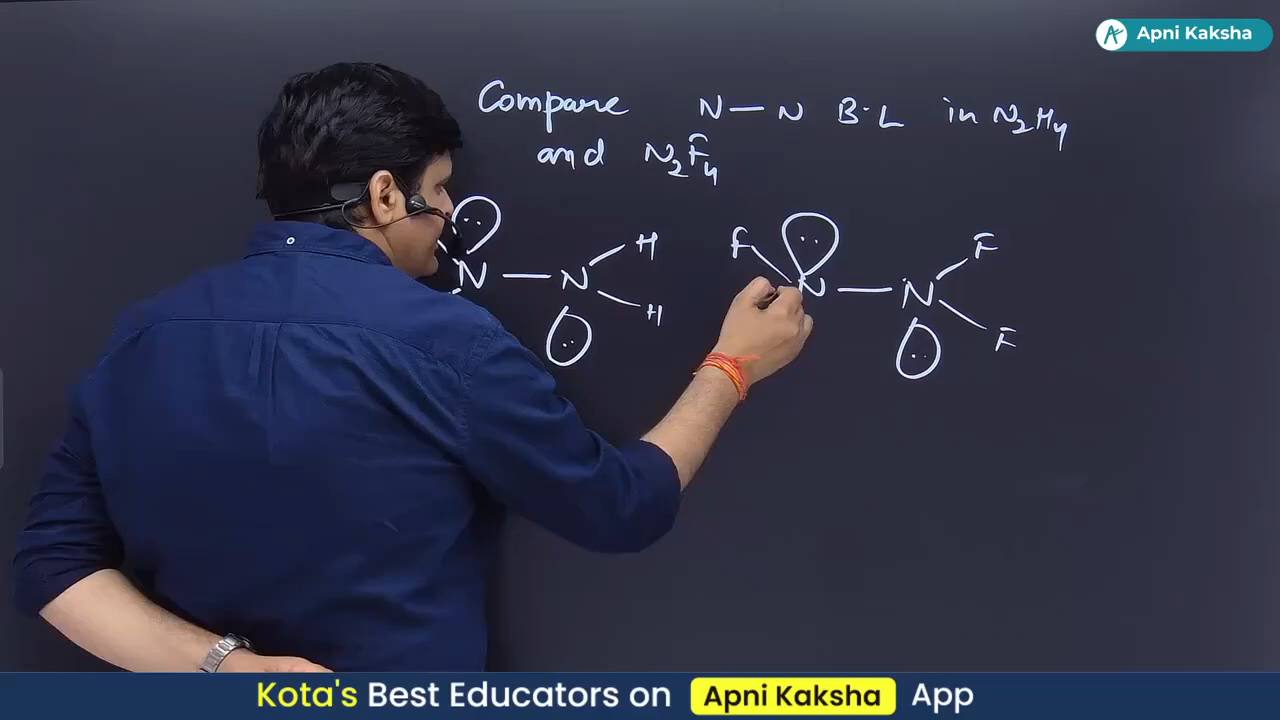 Apni Kaksha
Compare N—N B·L in N₂H₄
and N₂F₄
N—N H H
F N—N F F
Kota's Best Educators on Apni Kaksha App